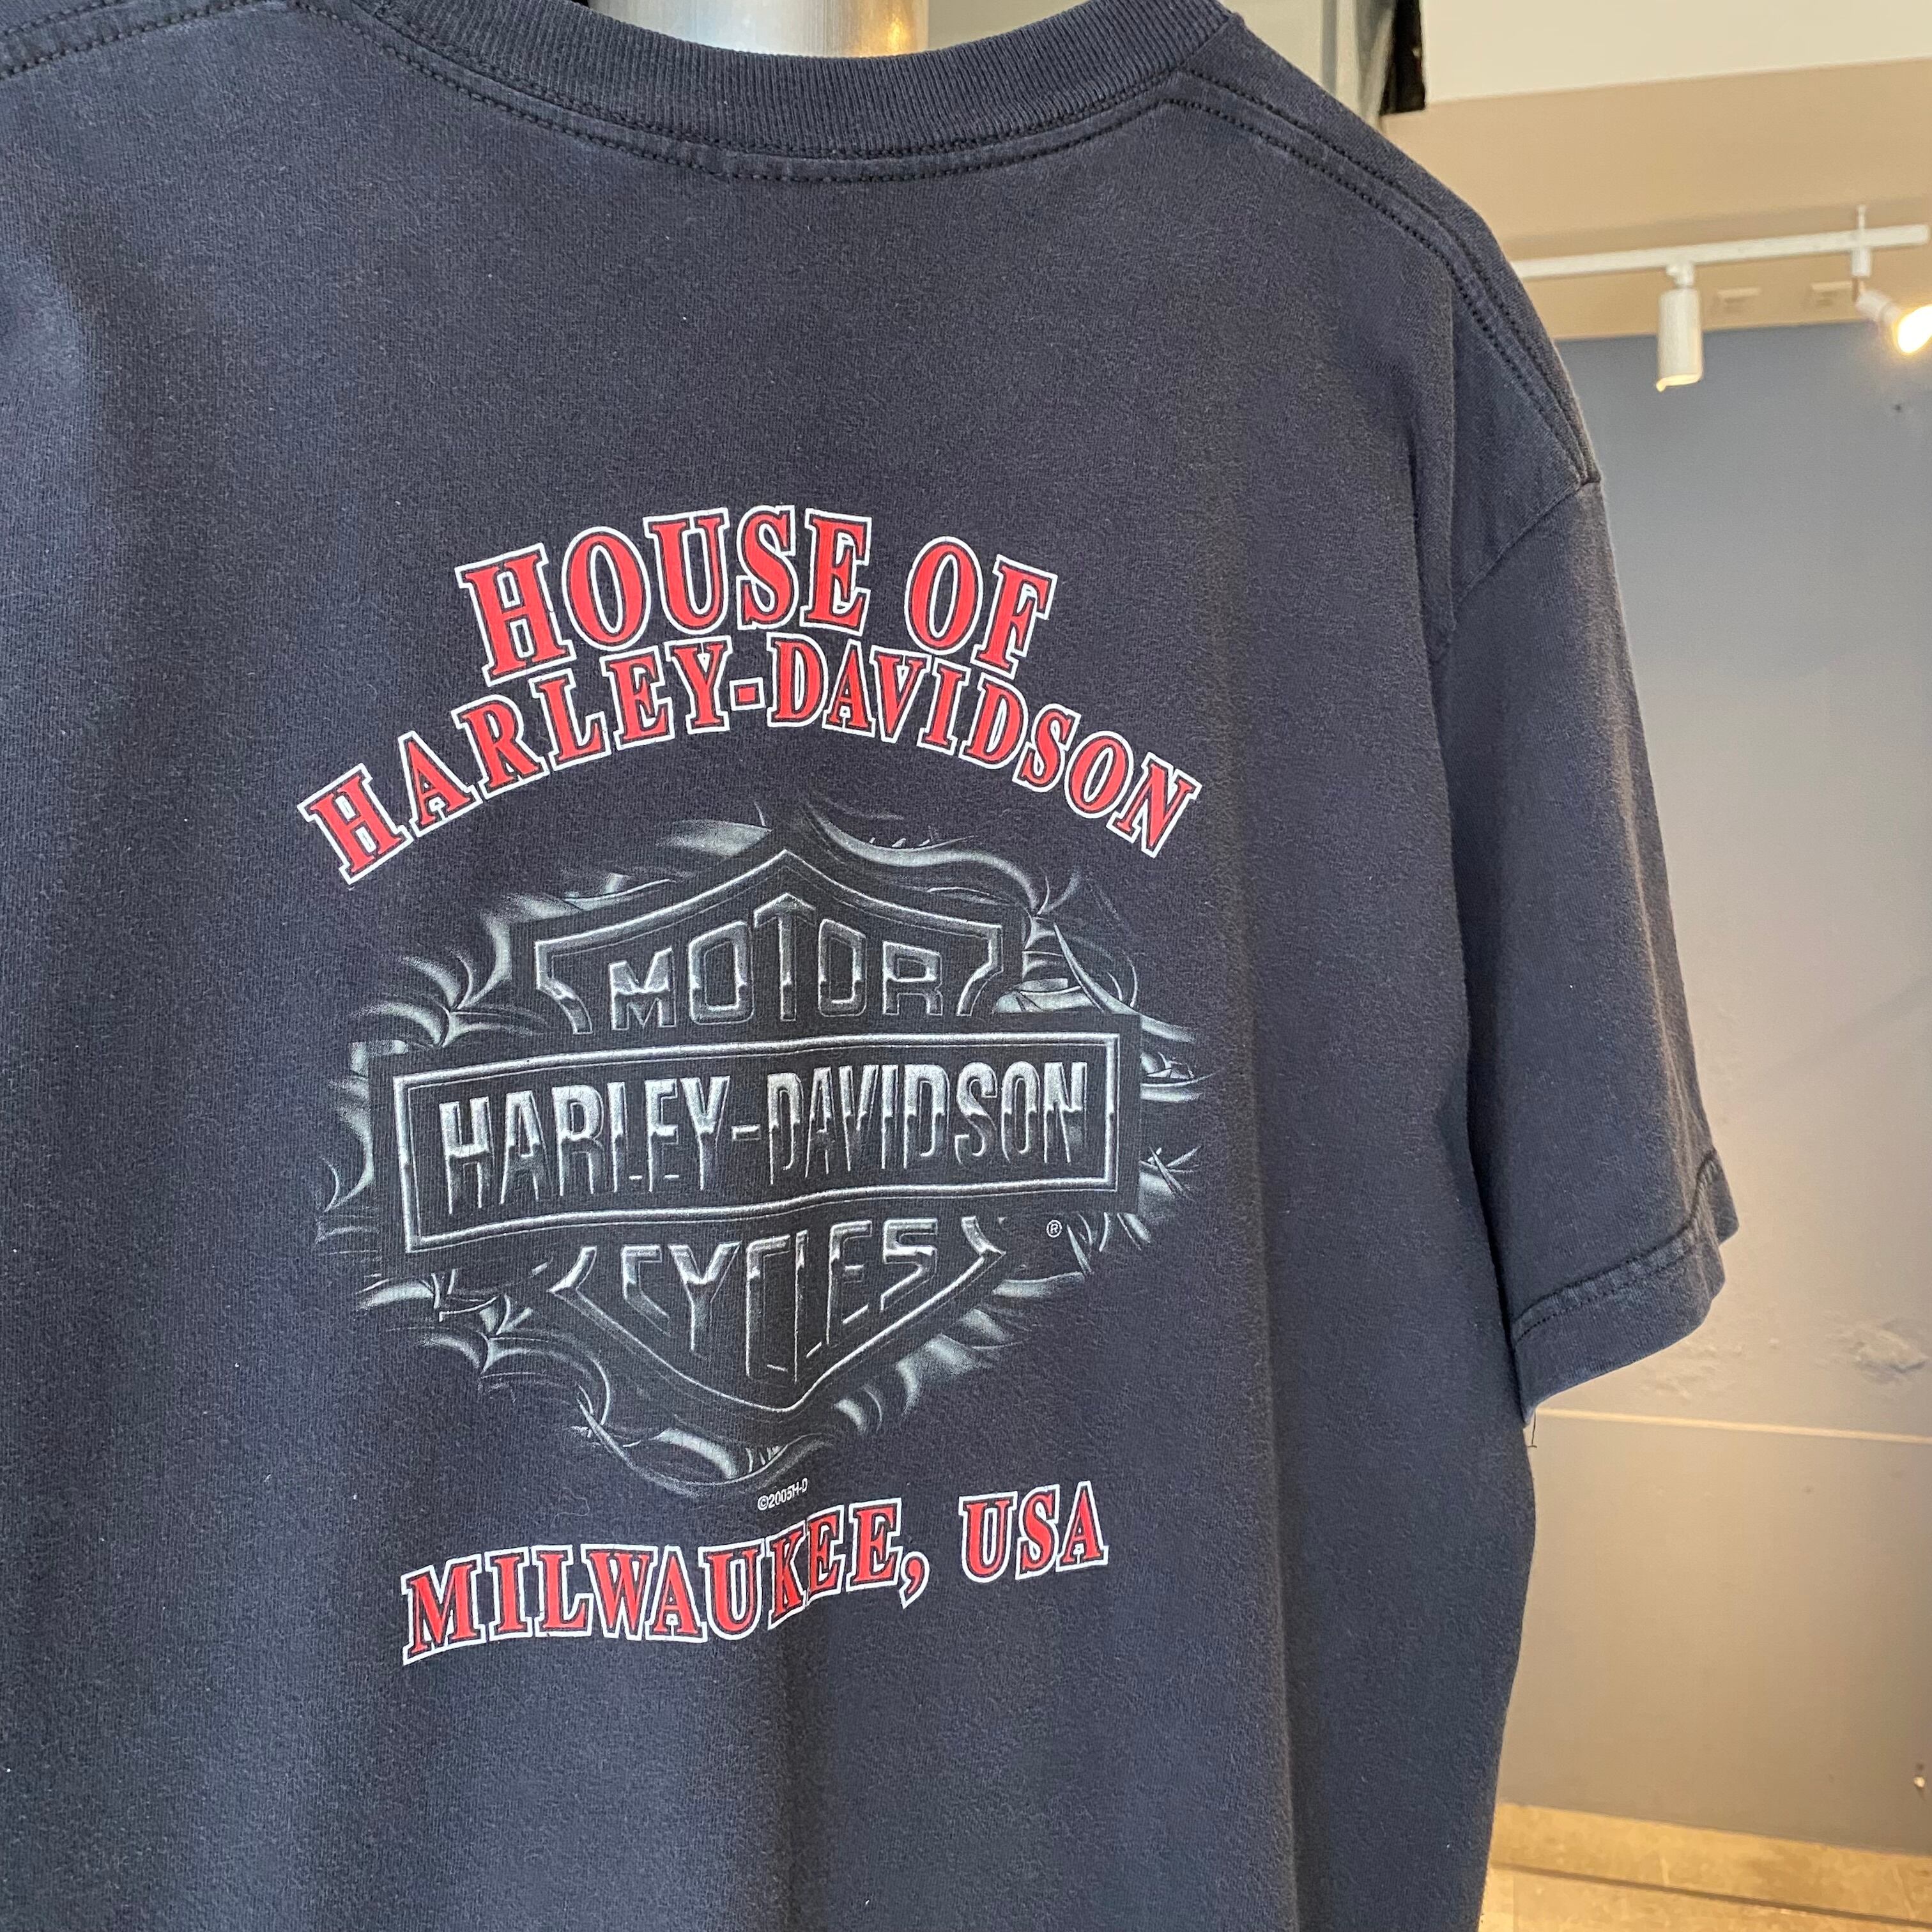 HOUSE OF
HARLEY-DAVIDSON
MOTOR
HARLEY-DAVIDSON
®
CYCLES
©2005H-D
MILWAUKEE, USA